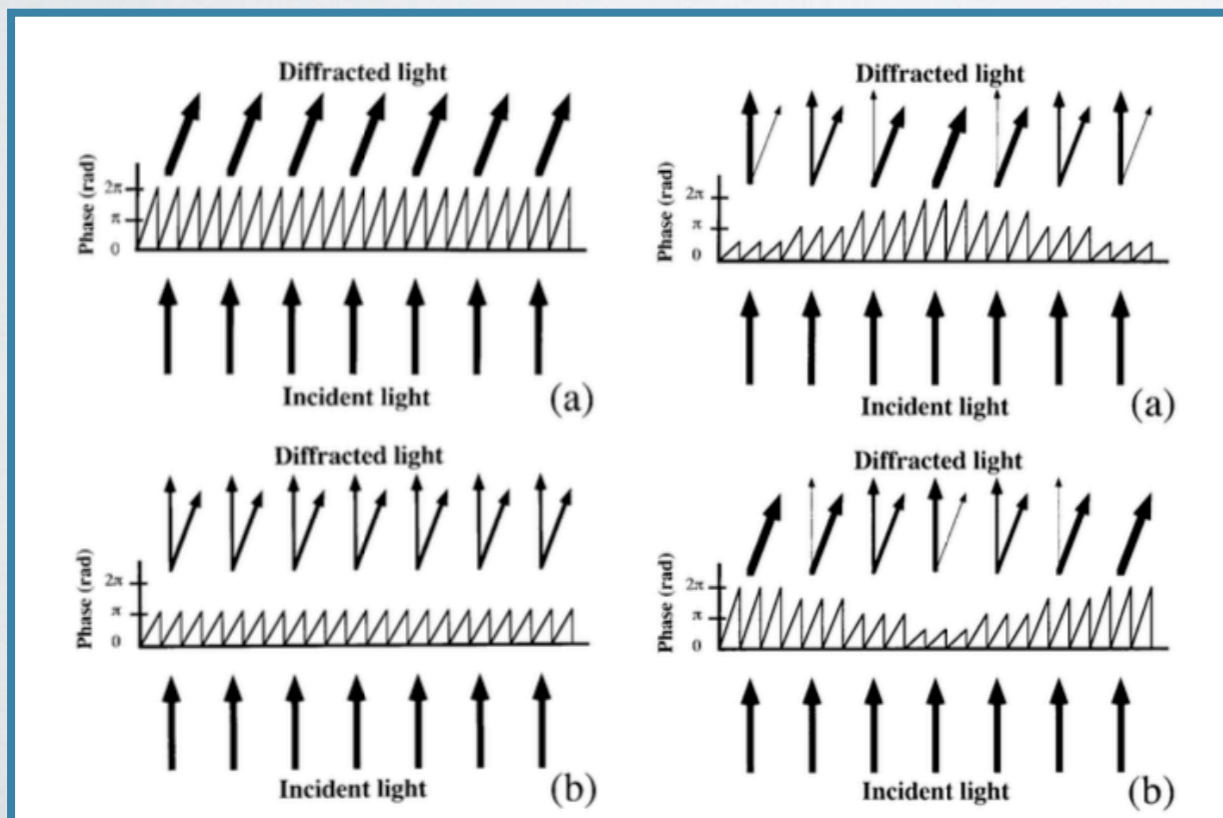 Diffracted light
Phase (rad)
2π
π
0
Incident light
(a)
Diffracted light
Phase (rad)
2π
π
0
Incident light
(b)
Diffracted light
Phase (rad)
2π
π
0
Incident light
(a)
Diffracted light
Phase (rad)
2π
π
0
Incident light
(b)